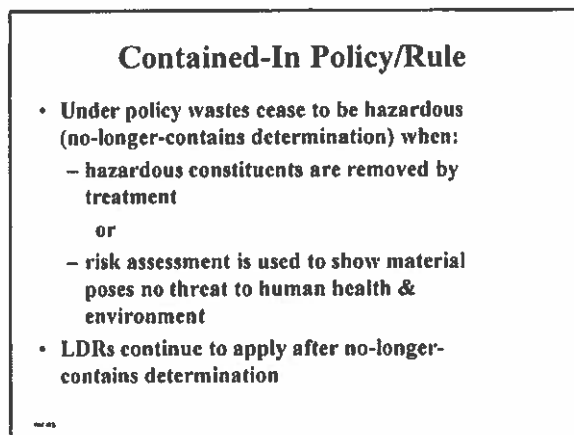 Contained-In Policy/Rule
• Under policy wastes cease to be hazardous
(no-longer-contains determination) when:
– hazardous constituents are removed by
treatment
or
– risk assessment is used to show material
poses no threat to human health &
environment
• LDRs continue to apply after no-longer-
contains determination